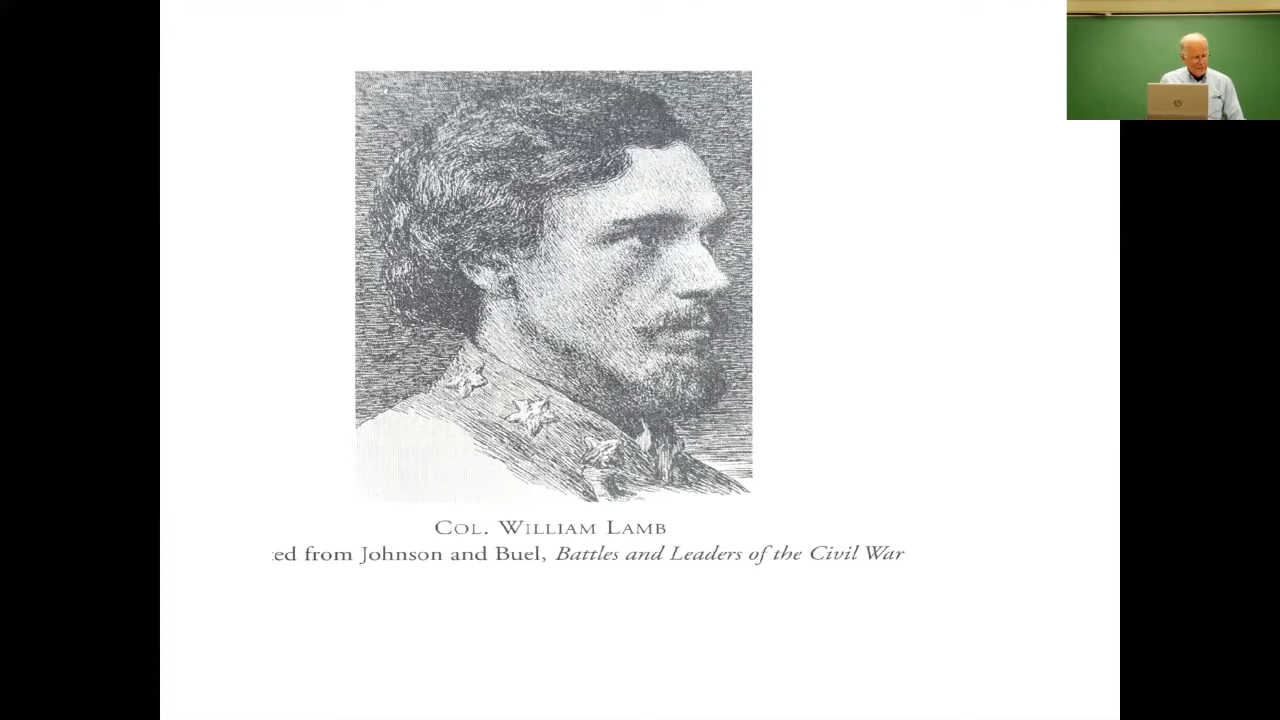 COL. WILLIAM LAMB
ed from Johnson and Buel, Battles and Leaders of the Civil War